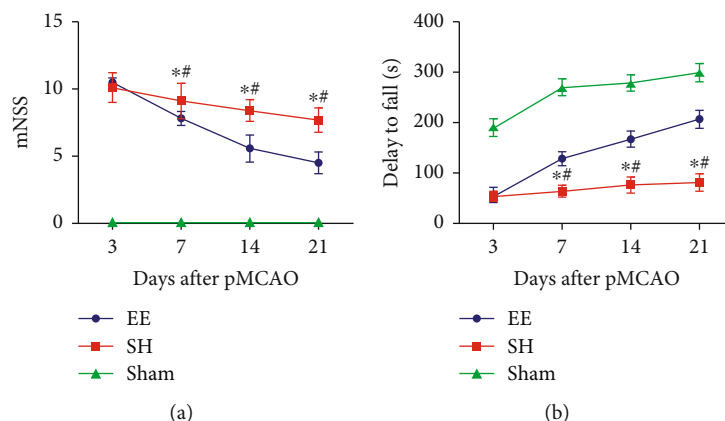 15
10
5
0
mNSS
*#
*#
*#
3 7 14 21
Days after pMCAO
EE
SH
Sham
(a)
400
300
200
100
0
Delay to fall (s)
*#
*#
*#
3 7 14 21
Days after pMCAO
EE
SH
Sham
(b)